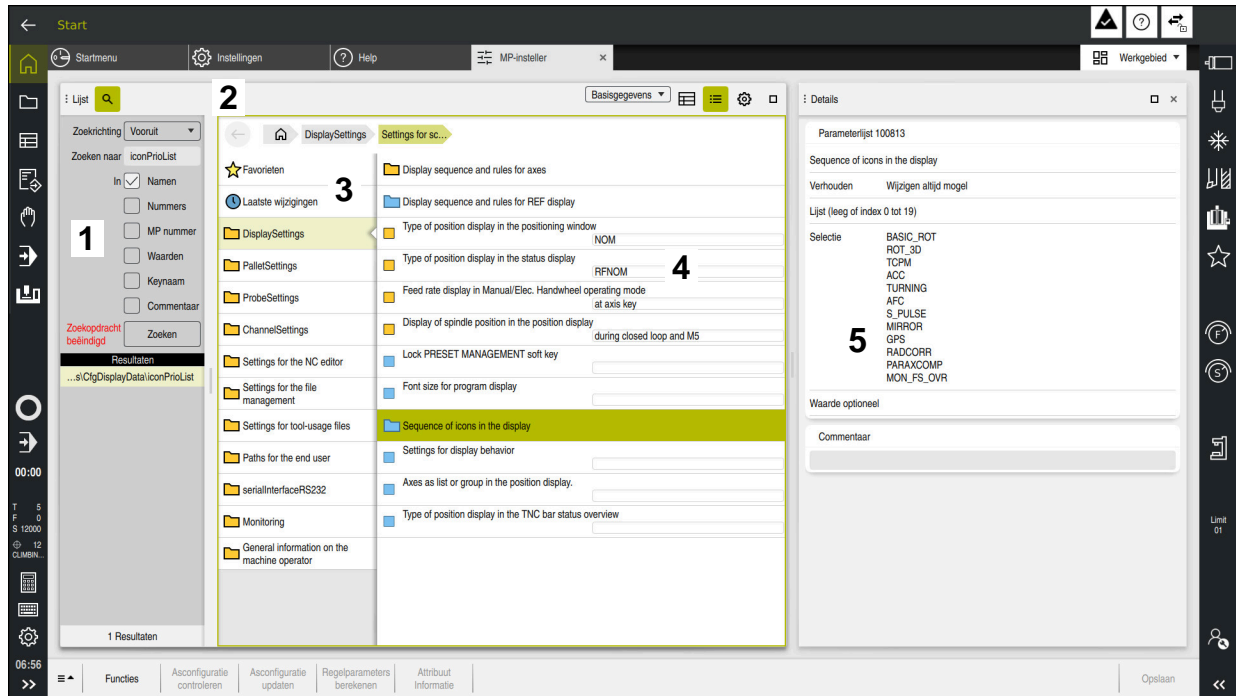 Start
Startmenu
Instellingen
Help
MP-insteller
Werkgebied
Lijst
2
Basisgegevens
Details
Zoekrichting
Vooruit
Zoeken naar
iconPrioList
In
Namen
Nummers
MP nummer
Waarden
Keynaam
Commentaar
1
Zoekopdracht
beëindigd
Zoeken
Resultaten
...s\CfgDisplayData\iconPrioList
1 Resultaten
DisplaySettings
Settings for sc...
Favorieten
3
Laatste wijzigingen
DisplaySettings
PalletSettings
ProbeSettings
ChannelSettings
Settings for the NC editor
Settings for the file
management
Settings for tool-usage files
Paths for the end user
serialInterfaceRS232
Monitoring
General information on the
machine operator
Display sequence and rules for axes
Display sequence and rules for REF display
Type of position display in the positioning window
NOM
Type of position display in the status display
RFNOM
4
Feed rate display in Manual/Elec. Handwheel operating mode
at axis key
Display of spindle position in the position display
during closed loop and M5
Lock PRESET MANAGEMENT soft key
Font size for program display
Sequence of icons in the display
Settings for display behavior
Axes as list or group in the position display.
Type of position display in the TNC bar status overview
Parameterlijst 100813
Sequence of icons in the display
Verhouden
Wijzigen altijd mogel
Lijst (leeg of index 0 tot 19)
Selectie
BASIC_ROT
ROT_3D
TCPM
ACC
TURNING
AFC
S_PULSE
MIRROR
GPS
RADCORR
PARAXCOMP
MON_FS_OVR
5
Waarde optioneel
Commentaar
00:00
T 5
F 0
S 12000
12
CLIMBIN...
06:56
F
S
Limit
01
Functies
Asconfiguratie
controleren
Asconfiguratie
updaten
Regelparameters
berekenen
Attribuut
Informatie
Opslaan